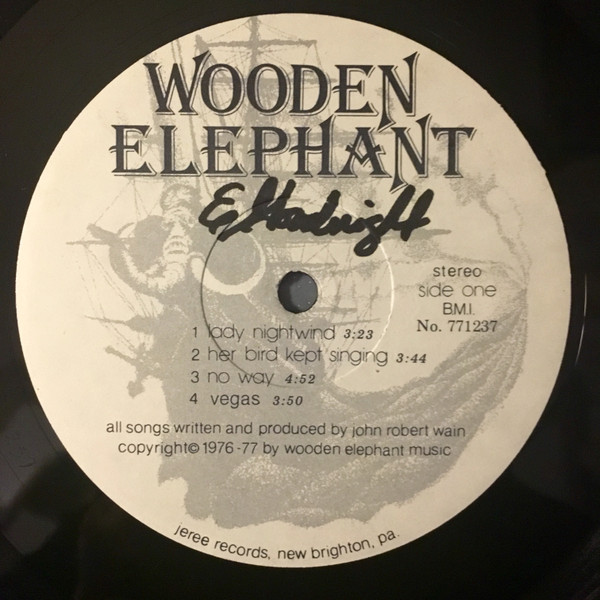 WOODEN
ELEPHANT
stereo
side one
B.M.I.
No. 771237
1 lady nightwind 3:23
2 her bird kept singing 3:44
3 no way 4:52
4 vegas 3:50
all songs written and produced by john robert wain
copyright© 1976-77 by wooden elephant music
jeree records, new brighton, pa.